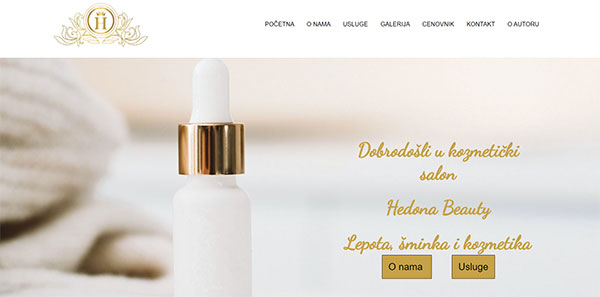 H
POČETNA O NAMA USLUGE GALERIJA CENOVNIK KONTAKT O AUTORU
Dobrodošli u kozmetički
salon
Hedona Beauty
Lepota, šminka i kozmetika
O nama Usluge